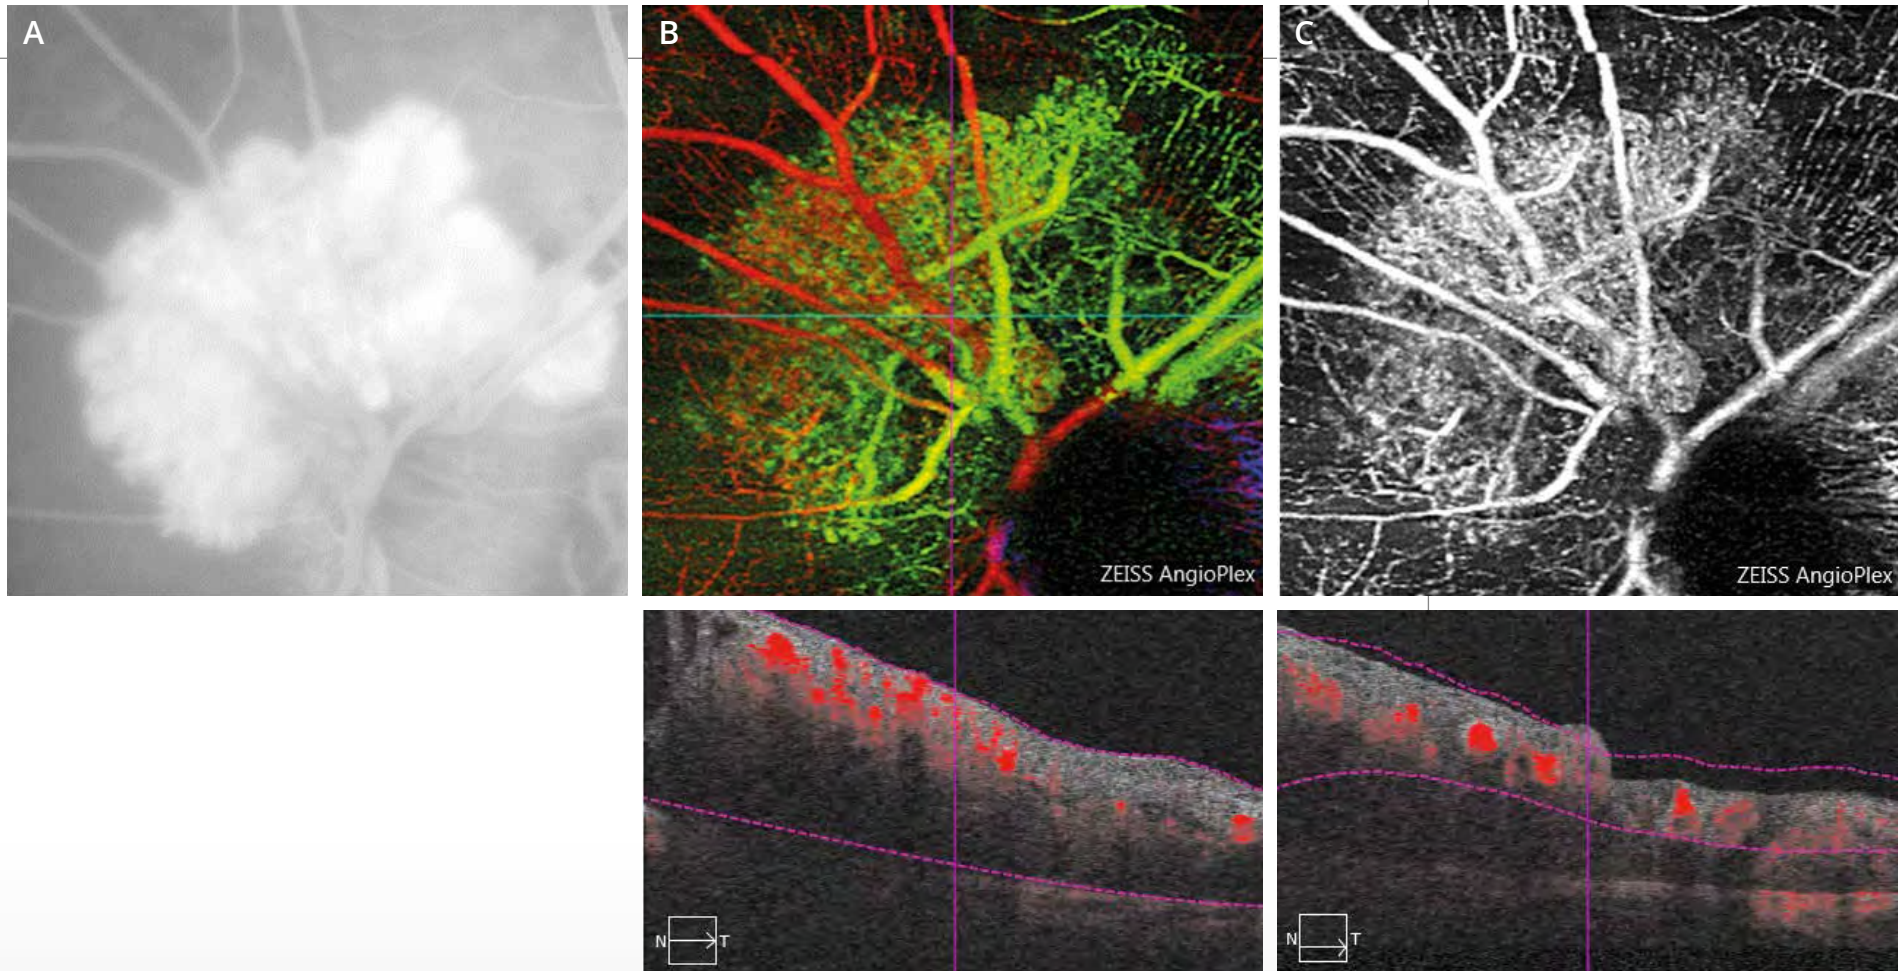 A
B
C
ZEISS AngioPlex
ZEISS AngioPlex
N T
N T